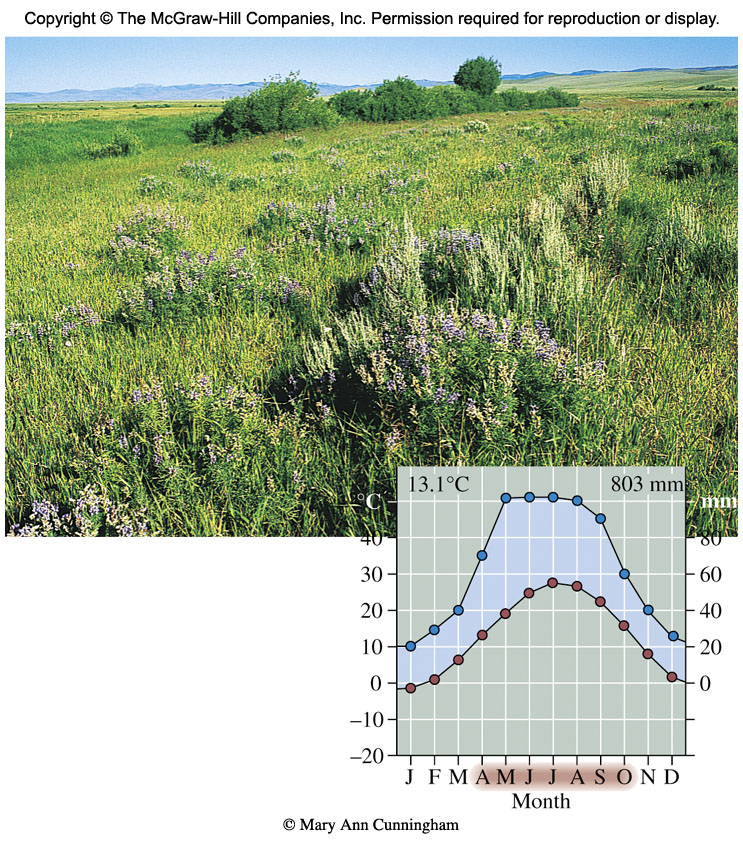 Copyright © The McGraw-Hill Companies, Inc. Permission required for reproduction or display.
13.1°C 803 mm
°C mm
40 80
30 60
20 40
10 20
0 0
–10
–20
J F M A M J J A S O N D
Month
© Mary Ann Cunningham